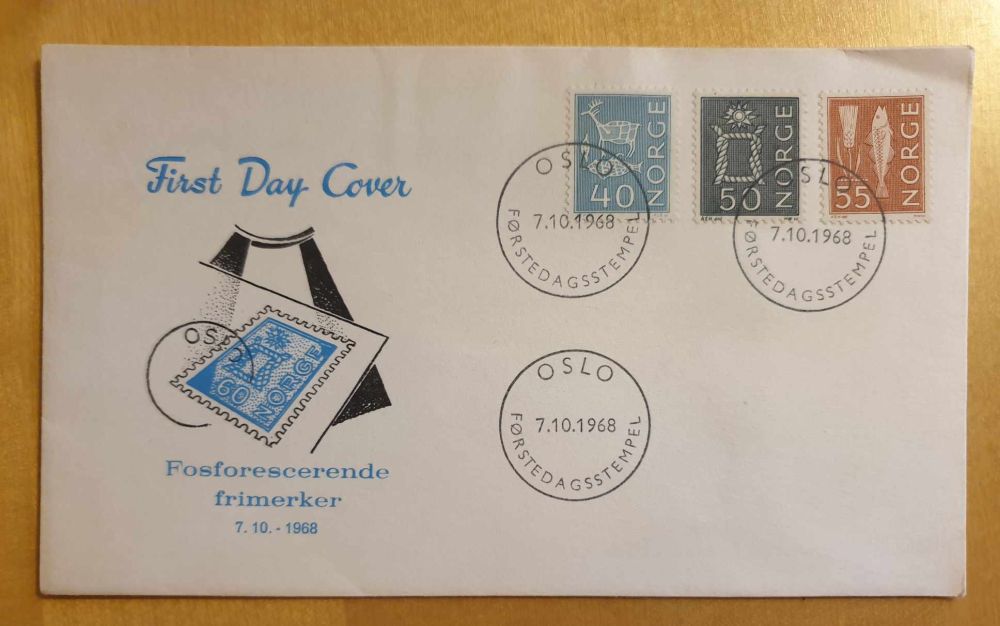 First Day Cover
OSLO
60
NORGE
Fosforescerende
frimerker
7. 10. - 1968
40
NORGE
50
NORGE
55
NORGE
OSLO
7.10.1968
FØRSTEDAGSSTEMPEL
OSLO
7.10.1968
FØRSTEDAGSSTEMPEL
OSLO
7.10.1968
FØRSTEDAGSSTEMPEL